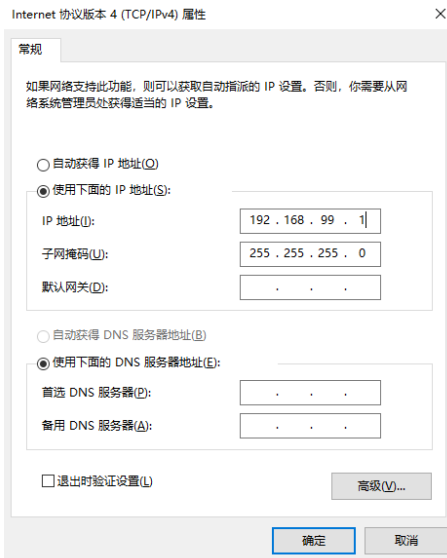 Internet 协议版本 4 (TCP/IPv4) 属性
常规
如果网络支持此功能，则可以获取自动指派的 IP 设置。否则，你需要从网
络系统管理员处获得适当的 IP 设置。
自动获得 IP 地址(O)
使用下面的 IP 地址(S):
IP 地址(I): 192 . 168 . 99 . 1
子网掩码(U): 255 . 255 . 255 . 0
默认网关(D): . . .
自动获得 DNS 服务器地址(B)
使用下面的 DNS 服务器地址(E):
首选 DNS 服务器(P): . . .
备用 DNS 服务器(A): . . .
退出时验证设置(L)
高级(V)...
确定 取消